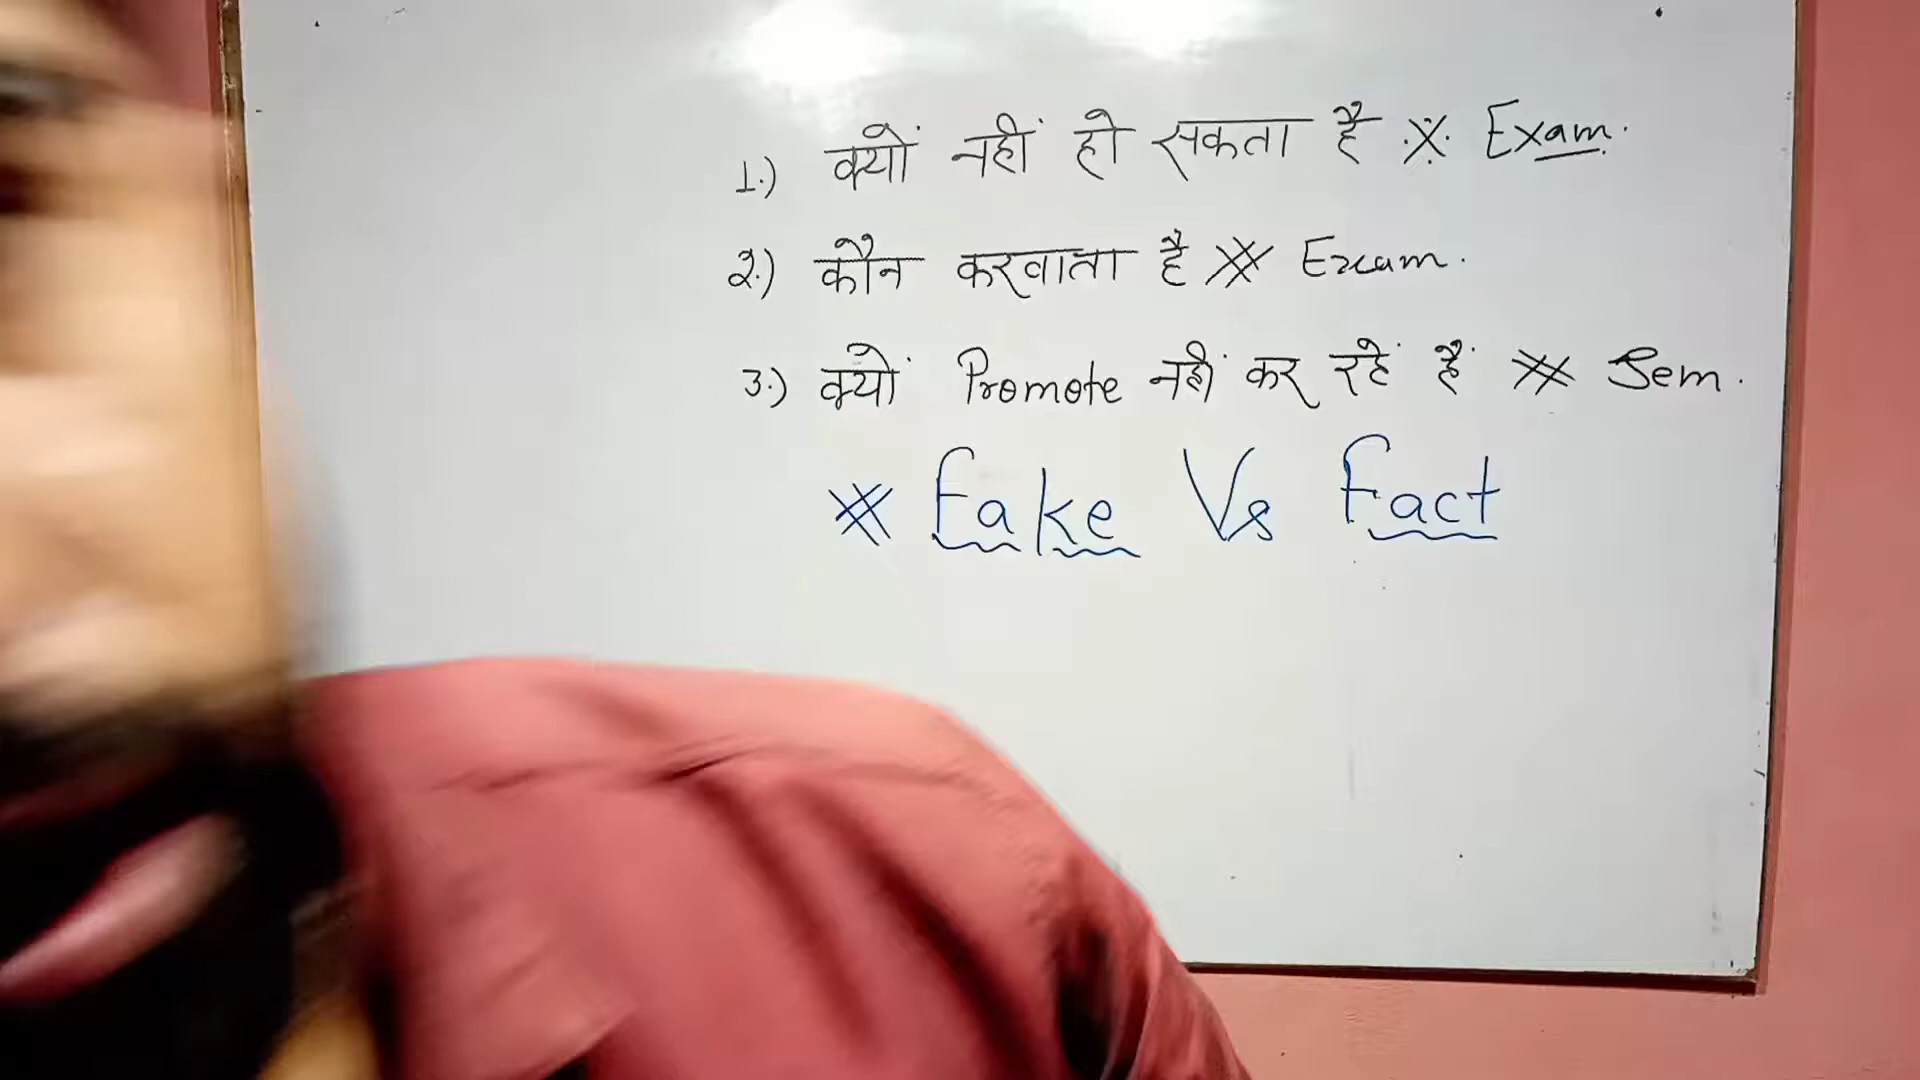 1.) क्यों नहीं हो सकता है Exam.
2.) कौन करवाता है Exam.
3.) क्यों Promote नहीं कर रहें हैं Sem.
Fake Vs Fact